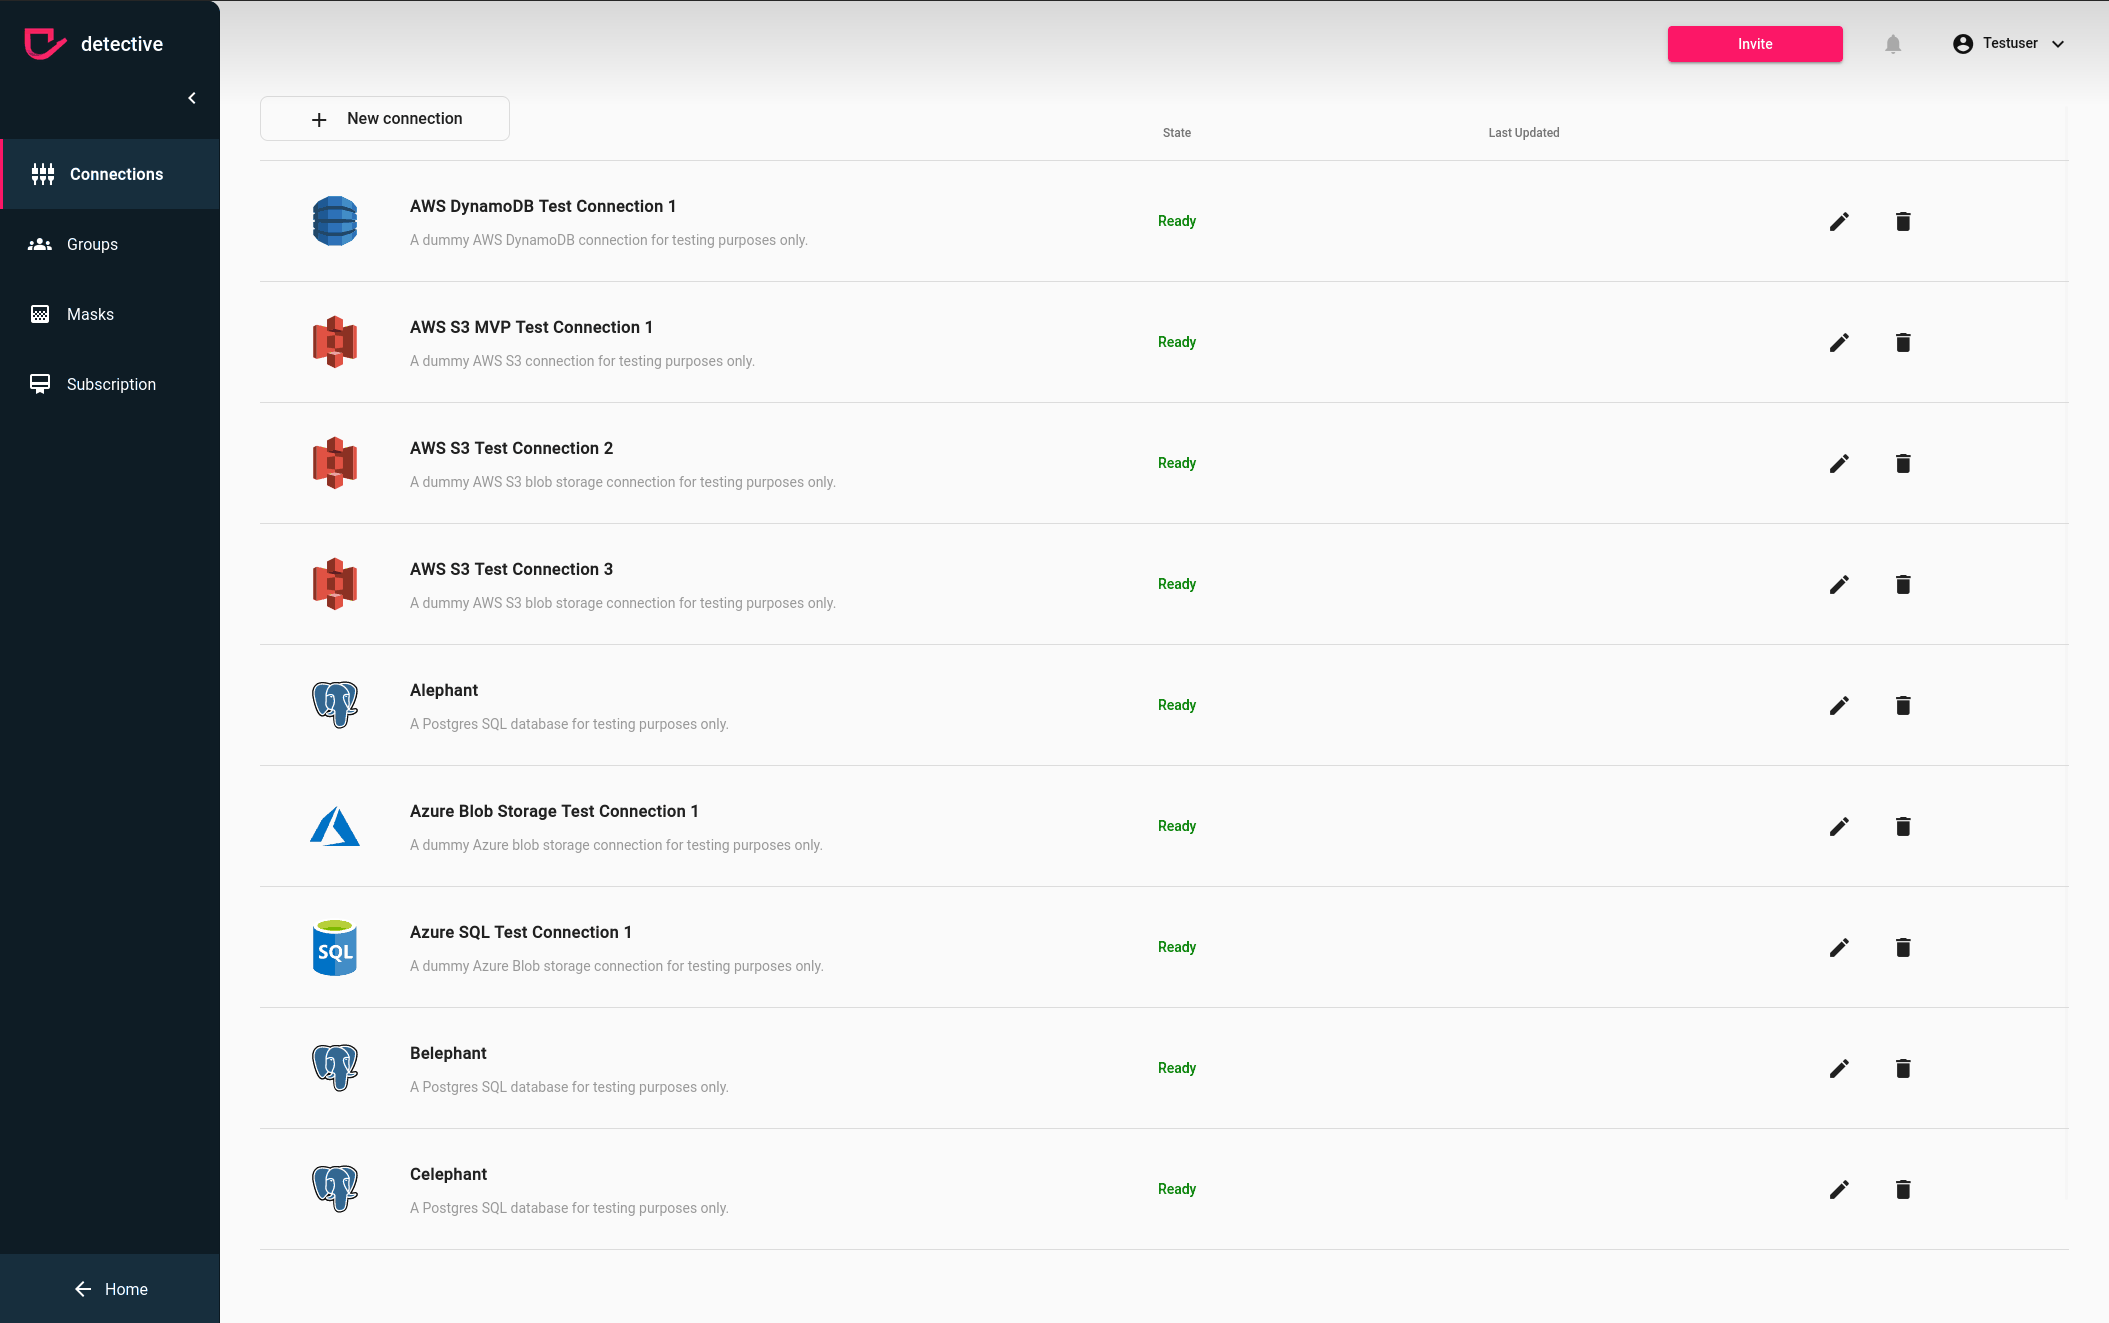 detective
Invite
Testuser
New connection
State
Last Updated
Connections
Groups
Masks
Subscription
AWS DynamoDB Test Connection 1
A dummy AWS DynamoDB connection for testing purposes only.
Ready
AWS S3 MVP Test Connection 1
A dummy AWS S3 connection for testing purposes only.
Ready
AWS S3 Test Connection 2
A dummy AWS S3 blob storage connection for testing purposes only.
Ready
AWS S3 Test Connection 3
A dummy AWS S3 blob storage connection for testing purposes only.
Ready
Alephant
A Postgres SQL database for testing purposes only.
Ready
Azure Blob Storage Test Connection 1
A dummy Azure blob storage connection for testing purposes only.
Ready
SQL
Azure SQL Test Connection 1
A dummy Azure Blob storage connection for testing purposes only.
Ready
Belephant
A Postgres SQL database for testing purposes only.
Ready
Celephant
A Postgres SQL database for testing purposes only.
Ready
Home